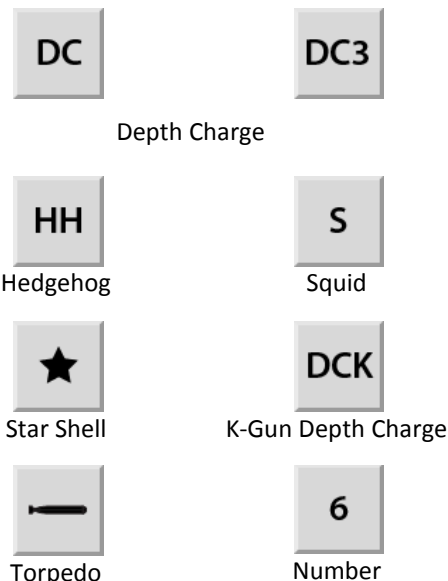 DC DC3
Depth Charge
HH S
Hedgehog Squid
Star Shell DCK
K-Gun Depth Charge
6
Torpedo Number